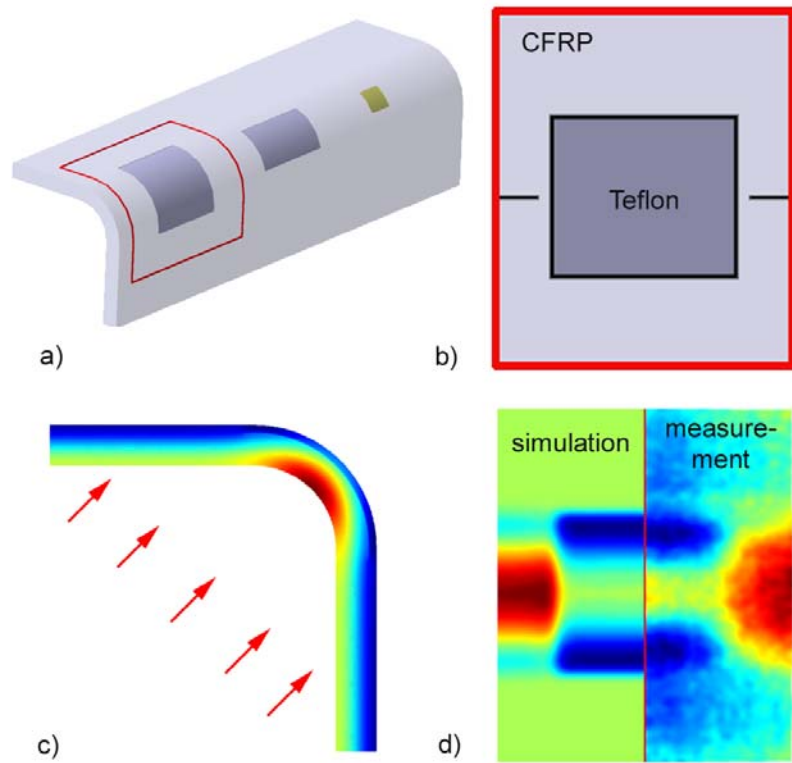 a)
CFRP
Teflon
b)
c)
simulation
measure-
ment
d)